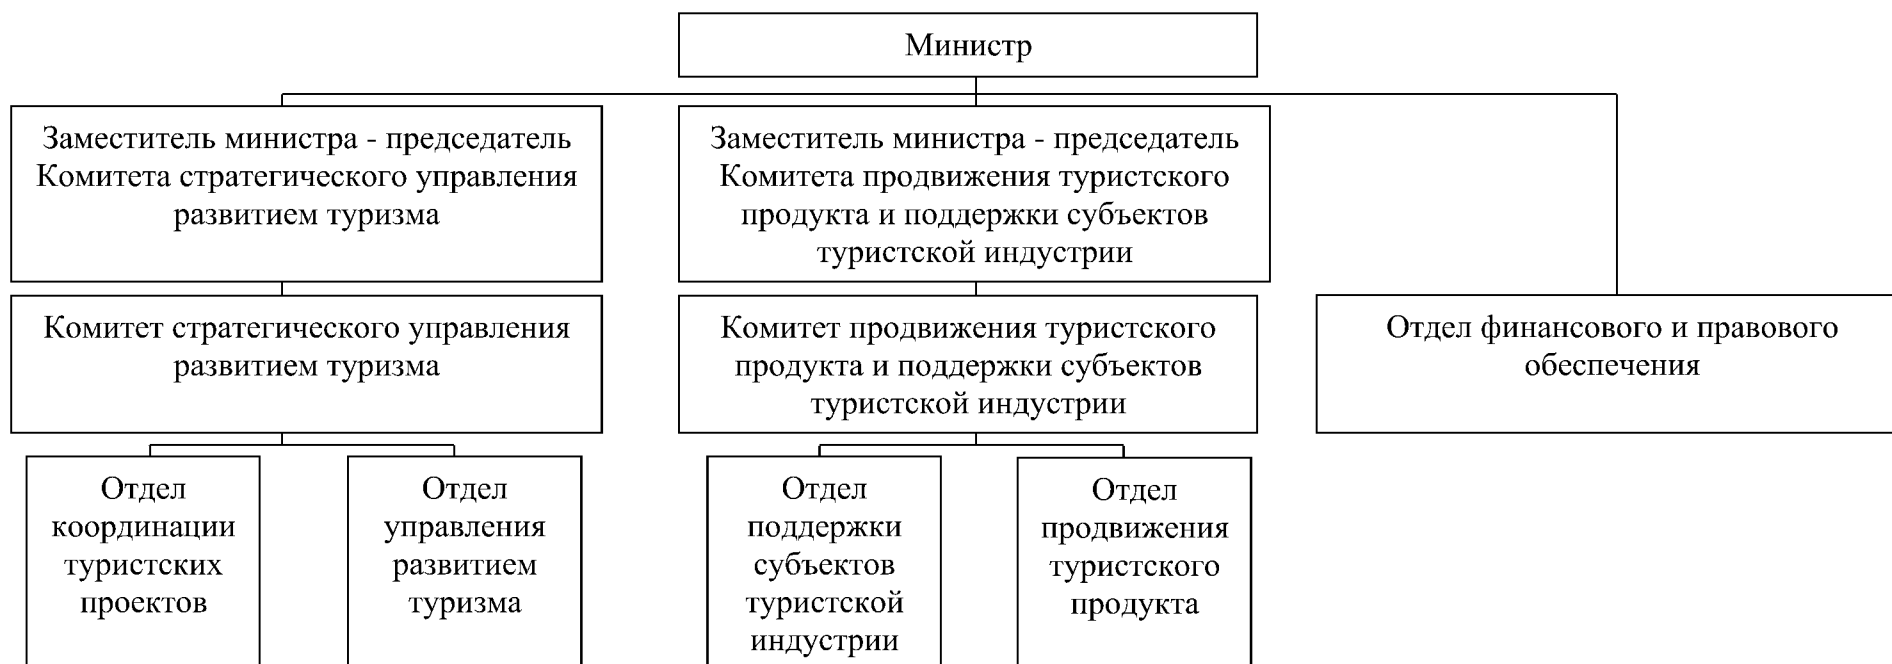 Министр
Заместитель министра - председатель
Комитета стратегического управления
развитием туризма
Заместитель министра - председатель
Комитета продвижения туристского
продукта и поддержки субъектов
туристской индустрии
Комитет стратегического управления
развитием туризма
Комитет продвижения туристского
продукта и поддержки субъектов
туристской индустрии
Отдел финансового и правового
обеспечения
Отдел
координации
туристских
проектов
Отдел
управления
развитием
туризма
Отдел
поддержки
субъектов
туристской
индустрии
Отдел
продвижения
туристского
продукта